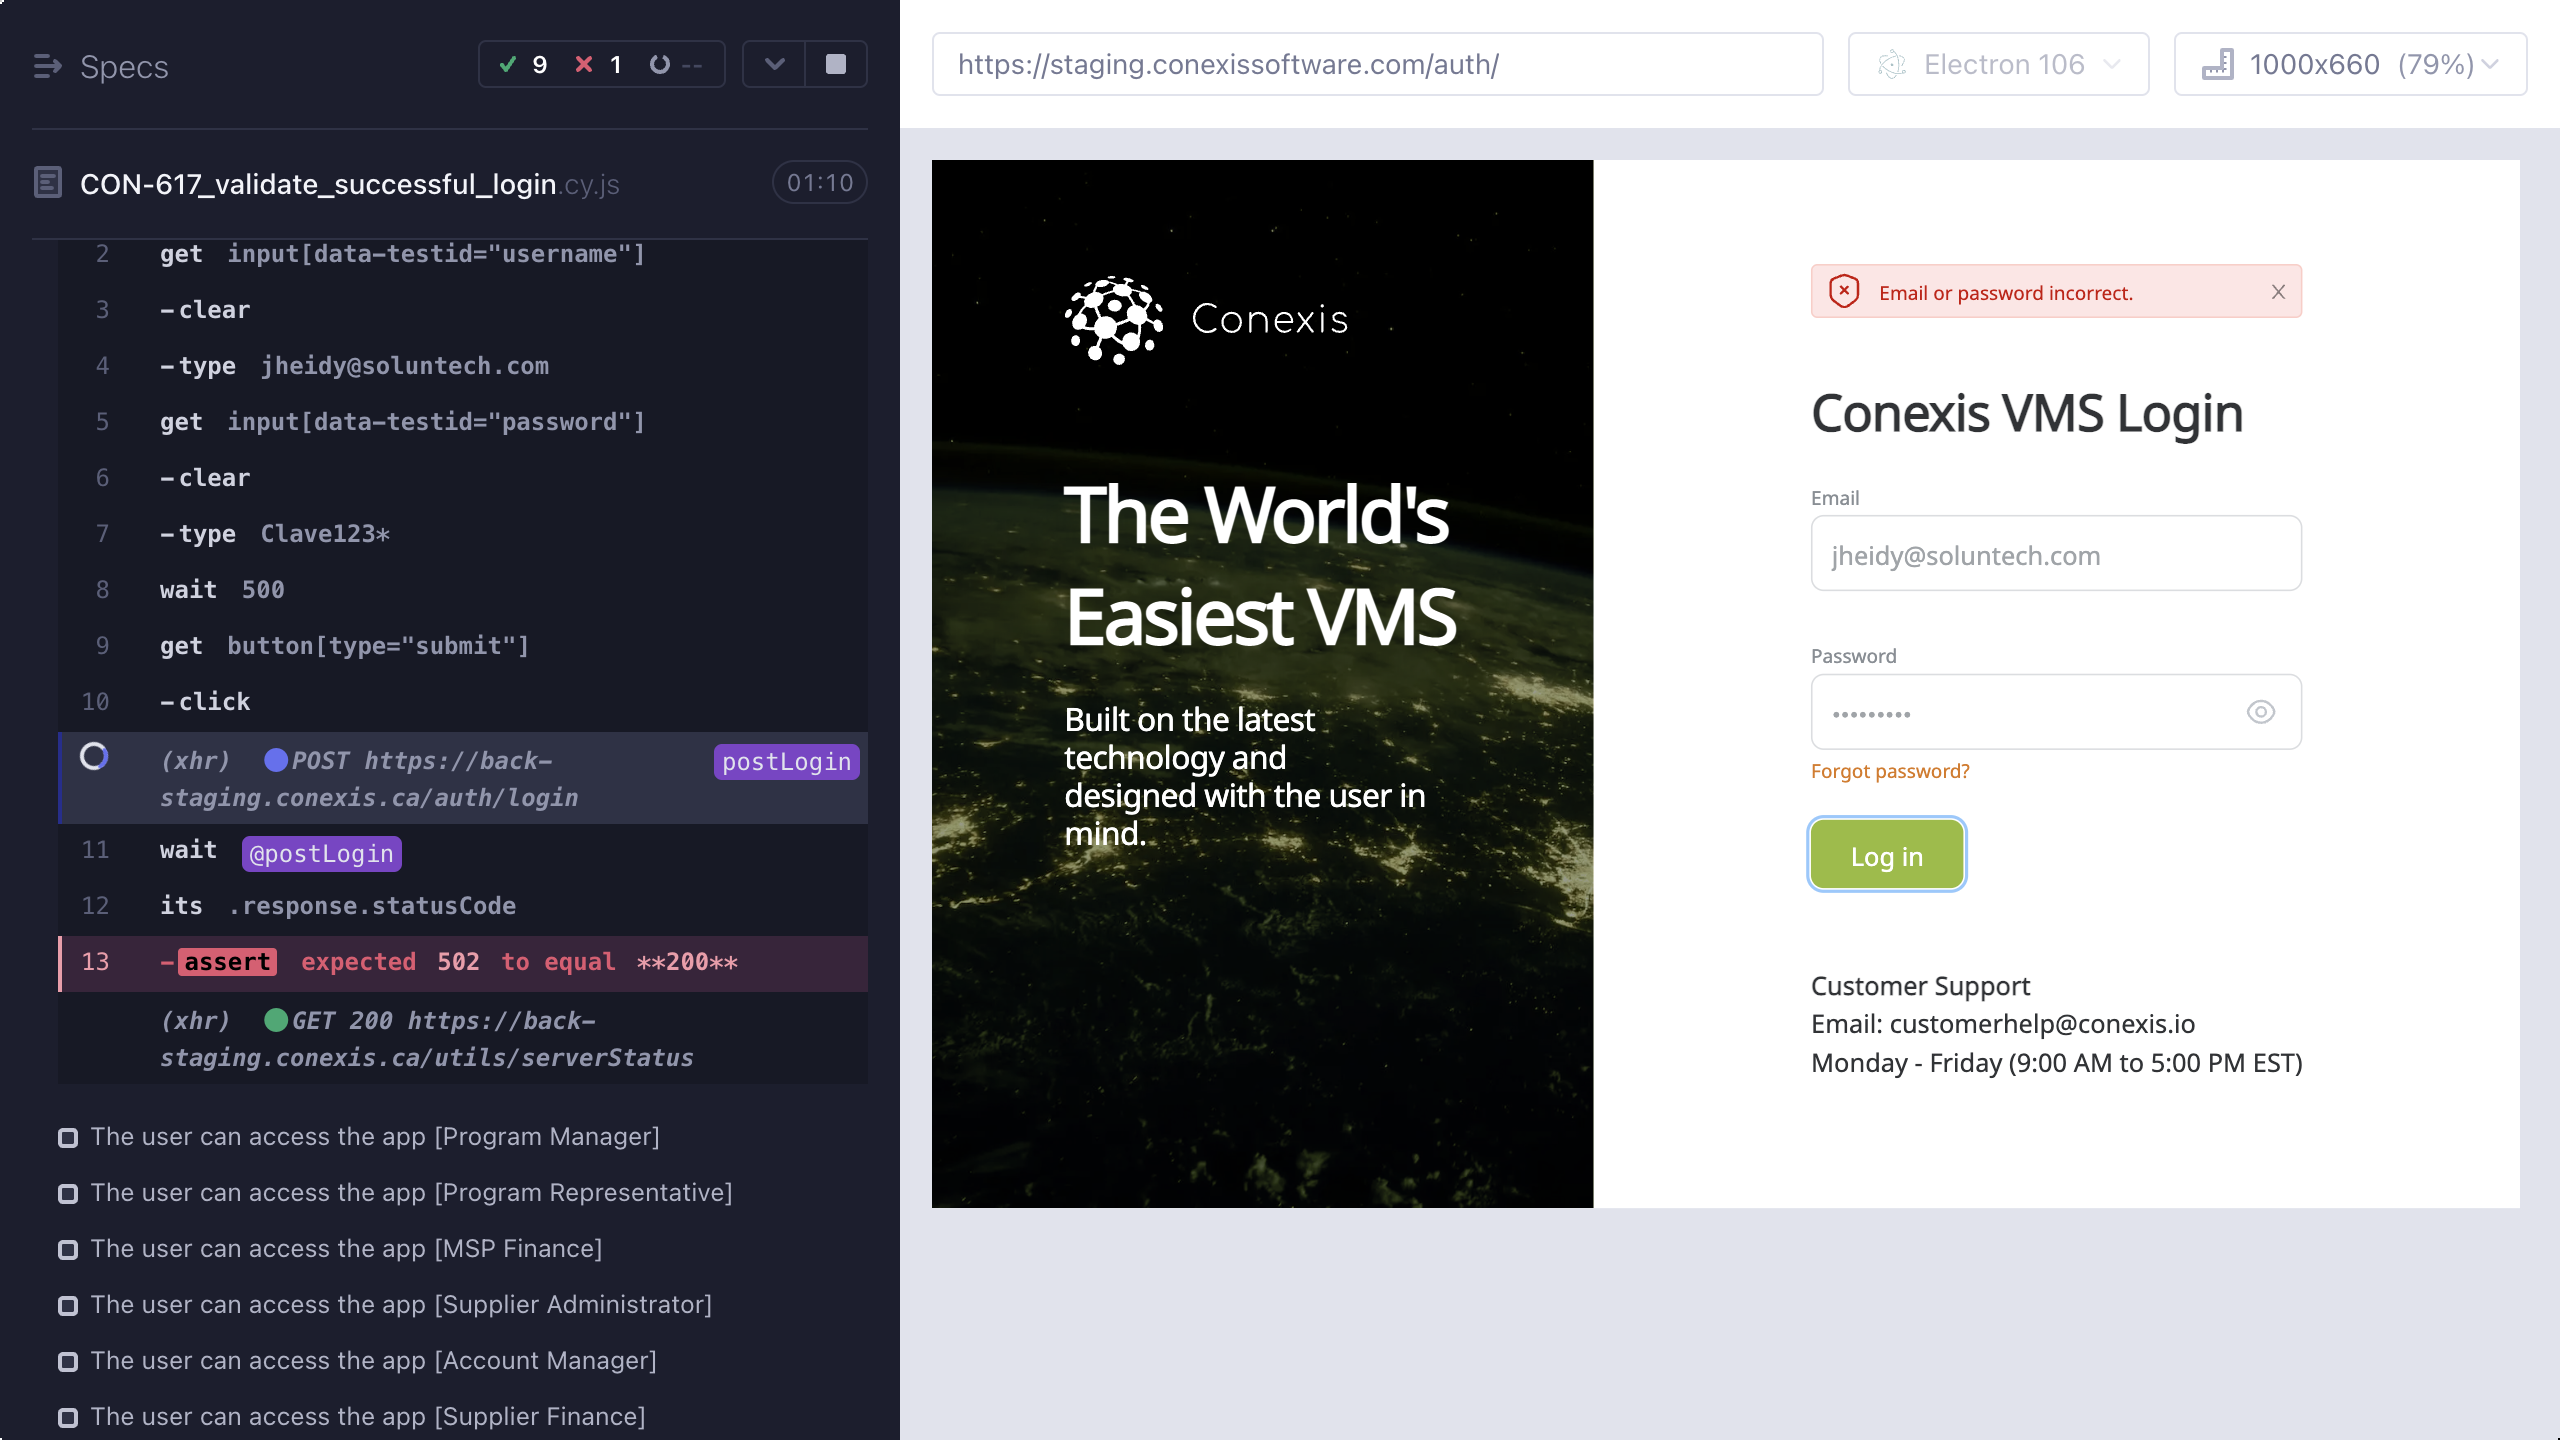 Specs
9 1 --
CON-617_validate_successful_login.cy.js 01:10
2 get input[data-testid="username"]
3 -clear
4 -type jheidy@soluntech.com
5 get input[data-testid="password"]
6 -clear
7 -type Clave123*
8 wait 500
9 get button[type="submit"]
10 -click
(xhr) POST https://back- postLogin
staging.conexis.ca/auth/login
11 wait @postLogin
12 its .response.statusCode
13 -assert expected 502 to equal **200**
(xhr) GET 200 https://back-
staging.conexis.ca/utils/serverStatus
The user can access the app [Program Manager]
The user can access the app [Program Representative]
The user can access the app [MSP Finance]
The user can access the app [Supplier Administrator]
The user can access the app [Account Manager]
The user can access the app [Supplier Finance]
https://staging.conexissoftware.com/auth/
Electron 106
1000x660 (79%)
Conexis
The World's
Easiest VMS
Built on the latest
technology and
designed with the user in
mind.
Email or password incorrect.
Conexis VMS Login
Email
jheidy@soluntech.com
Password
•••••••••
Forgot password?
Log in
Customer Support
Email: customerhelp@conexis.io
Monday - Friday (9:00 AM to 5:00 PM EST)